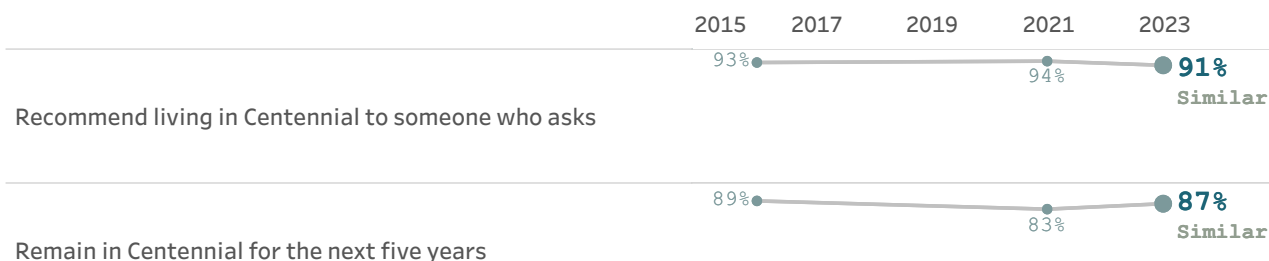 2015 2017 2019 2021 2023
93% 94% 91%
Similar
Recommend living in Centennial to someone who asks
89% 83% 87%
Similar
Remain in Centennial for the next five years